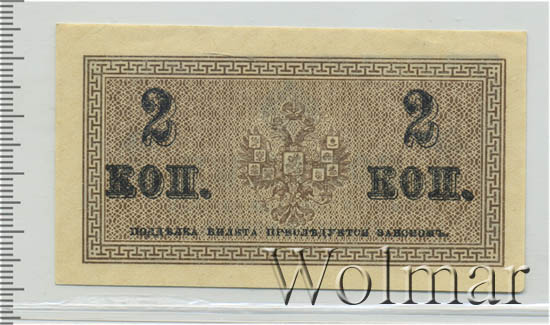 2 2
КОП. КОП.
ПОДДѢЛКА БИЛЕТА ПРЕСЛѢДУЕТСЯ ЗАКОНОМЪ.
Wolmar